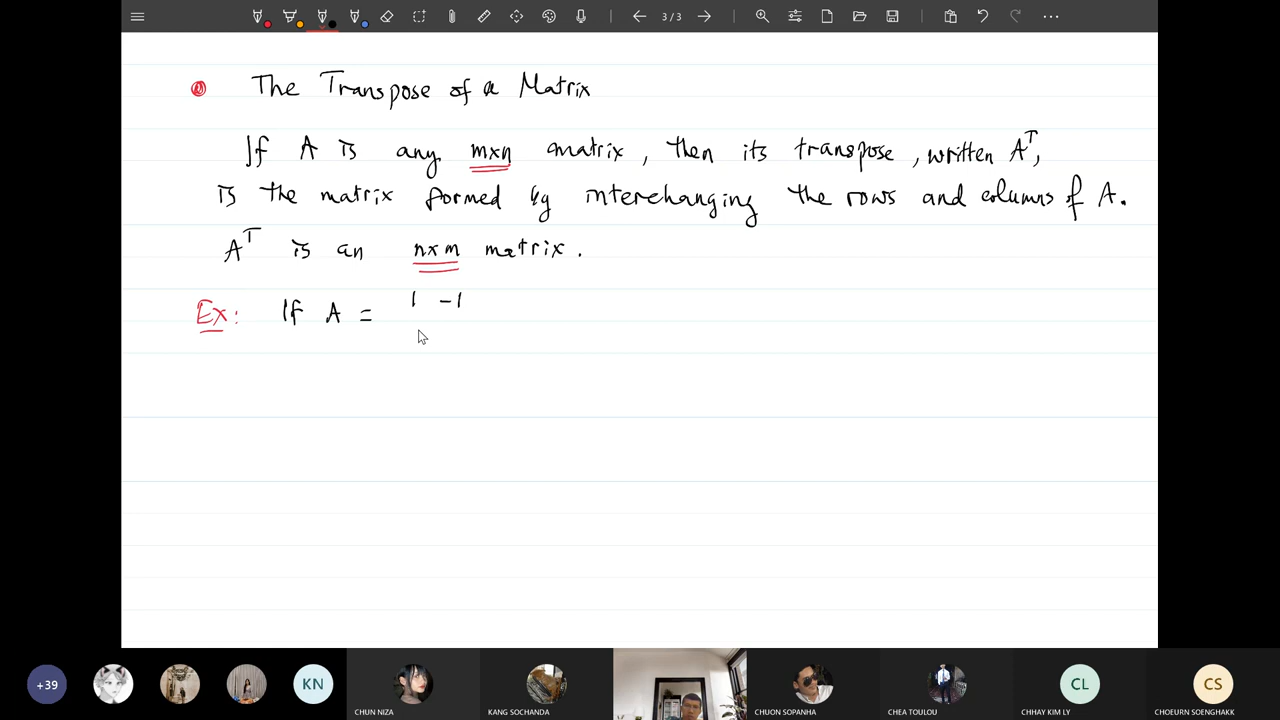 3 / 3
The Transpose of a Matrix
If A is any mxn matrix, then its transpose, written Aᵀ,
is the matrix formed by interchanging the rows and columns of A.
Aᵀ is an nxm matrix.
Ex: If A = 1 -1
+39
KN
CL
CS
CHUN NIZA
KANG SOCHANDA
CHUON SOPANHA
CHEA TOULOU
CHHAY KIM LY
CHOEURN SOENGHAKK